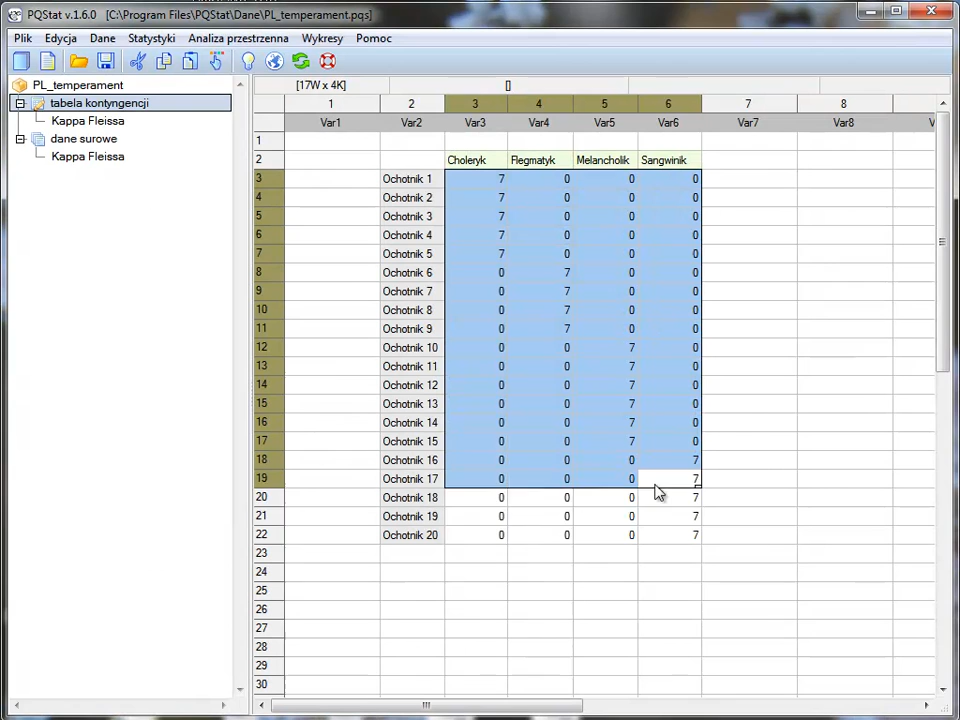 PQStat v.1.6.0 [C:\Program Files\PQStat\Dane\PL_temperament.pqs]
Plik Edycja Dane Statystyki Analiza przestrzenna Wykresy Pomoc
PL_temperament
tabela kontyngencji
Kappa Fleissa
dane surowe
Kappa Fleissa
[17W x 4K] []
1 2 3 4 5 6 7 8
Var1 Var2 Var3 Var4 Var5 Var6 Var7 Var8 V
1
2 Choleryk Flegmatyk Melancholik Sangwinik
3 Ochotnik 1 7 0 0 0
4 Ochotnik 2 7 0 0 0
5 Ochotnik 3 7 0 0 0
6 Ochotnik 4 7 0 0 0
7 Ochotnik 5 7 0 0 0
8 Ochotnik 6 0 7 0 0
9 Ochotnik 7 0 7 0 0
10 Ochotnik 8 0 7 0 0
11 Ochotnik 9 0 7 0 0
12 Ochotnik 10 0 0 7 0
13 Ochotnik 11 0 0 7 0
14 Ochotnik 12 0 0 7 0
15 Ochotnik 13 0 0 7 0
16 Ochotnik 14 0 0 7 0
17 Ochotnik 15 0 0 7 0
18 Ochotnik 16 0 0 0 7
19 Ochotnik 17 0 0 0 7
20 Ochotnik 18 0 0 0 7
21 Ochotnik 19 0 0 0 7
22 Ochotnik 20 0 0 0 7
23
24
25
26
27
28
29
30